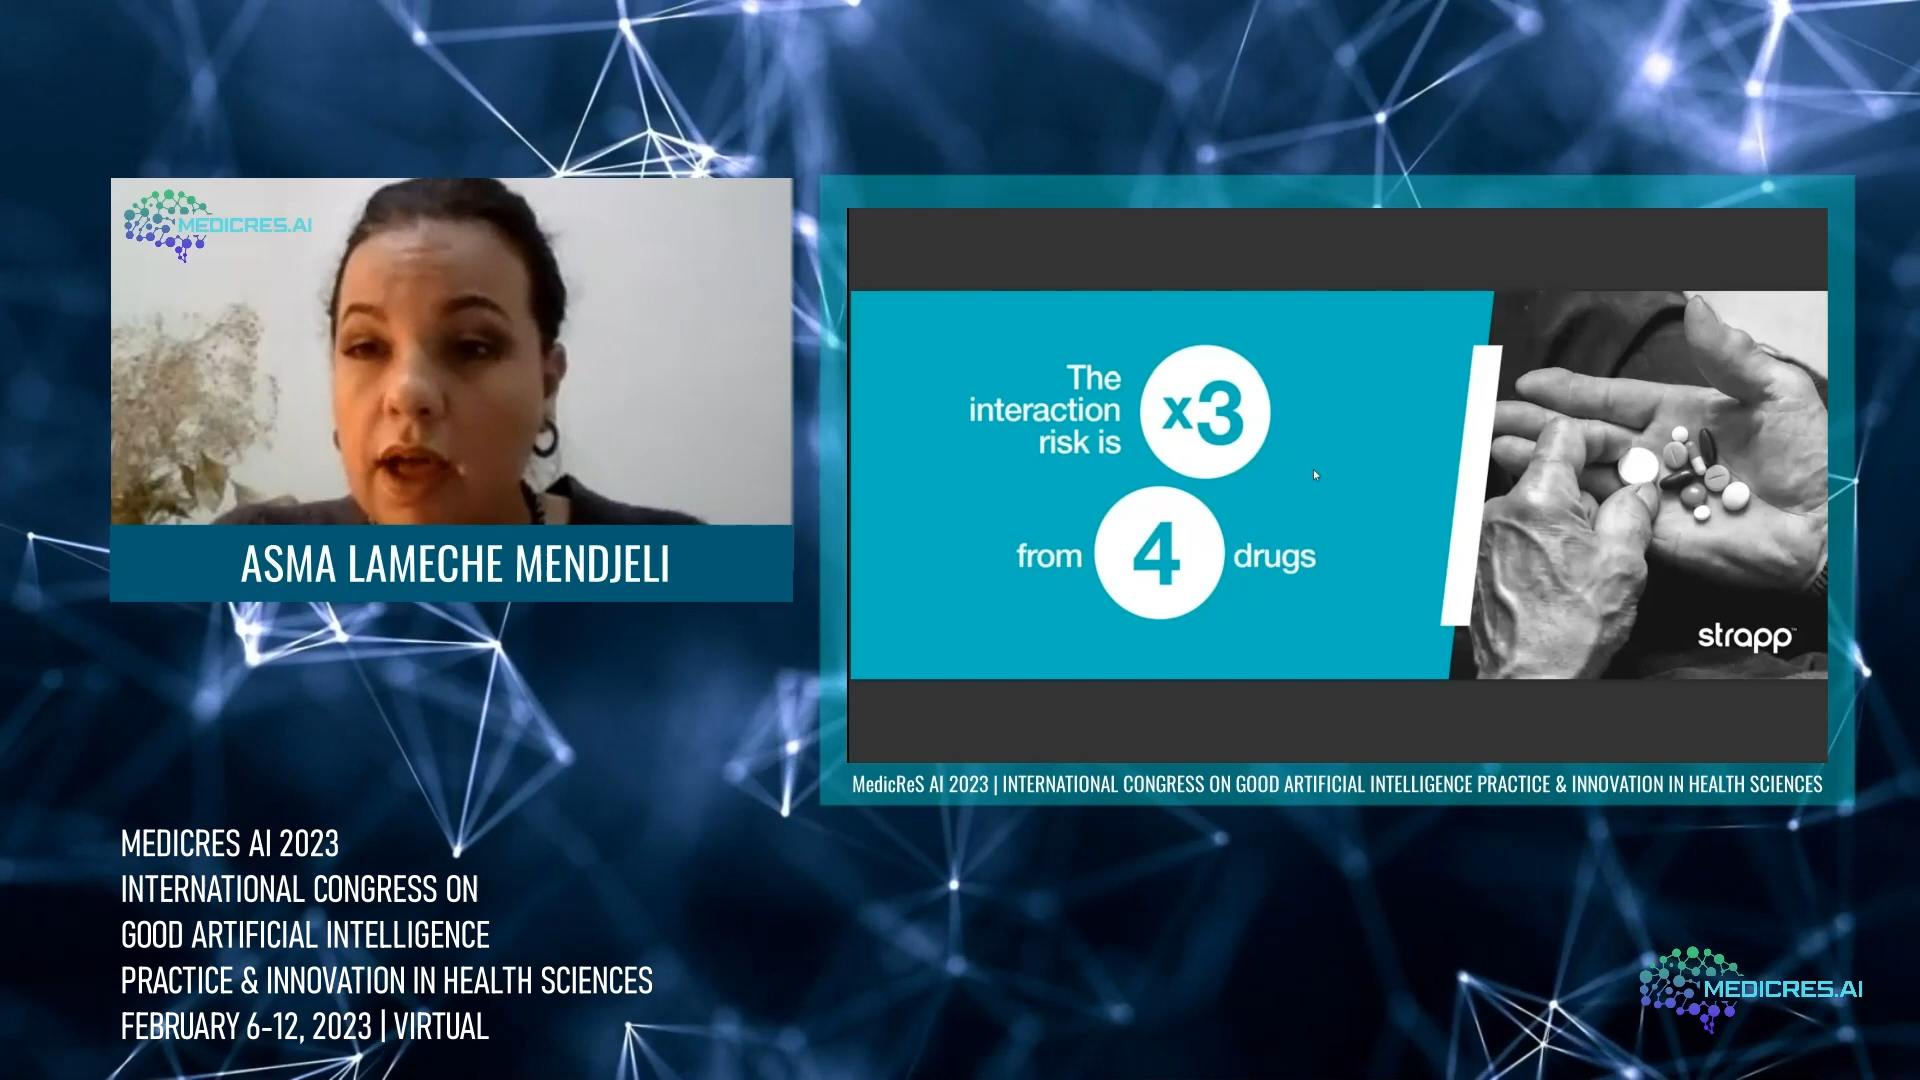 MEDICRES.AI
ASMA LAMECHE MENDJELI
The
interaction
risk is
x3
from 4 drugs
strapp™
MedicReS AI 2023 | INTERNATIONAL CONGRESS ON GOOD ARTIFICIAL INTELLIGENCE PRACTICE & INNOVATION IN HEALTH SCIENCES
MEDICRES AI 2023
INTERNATIONAL CONGRESS ON
GOOD ARTIFICIAL INTELLIGENCE
PRACTICE & INNOVATION IN HEALTH SCIENCES
FEBRUARY 6-12, 2023 | VIRTUAL
MEDICRES.AI